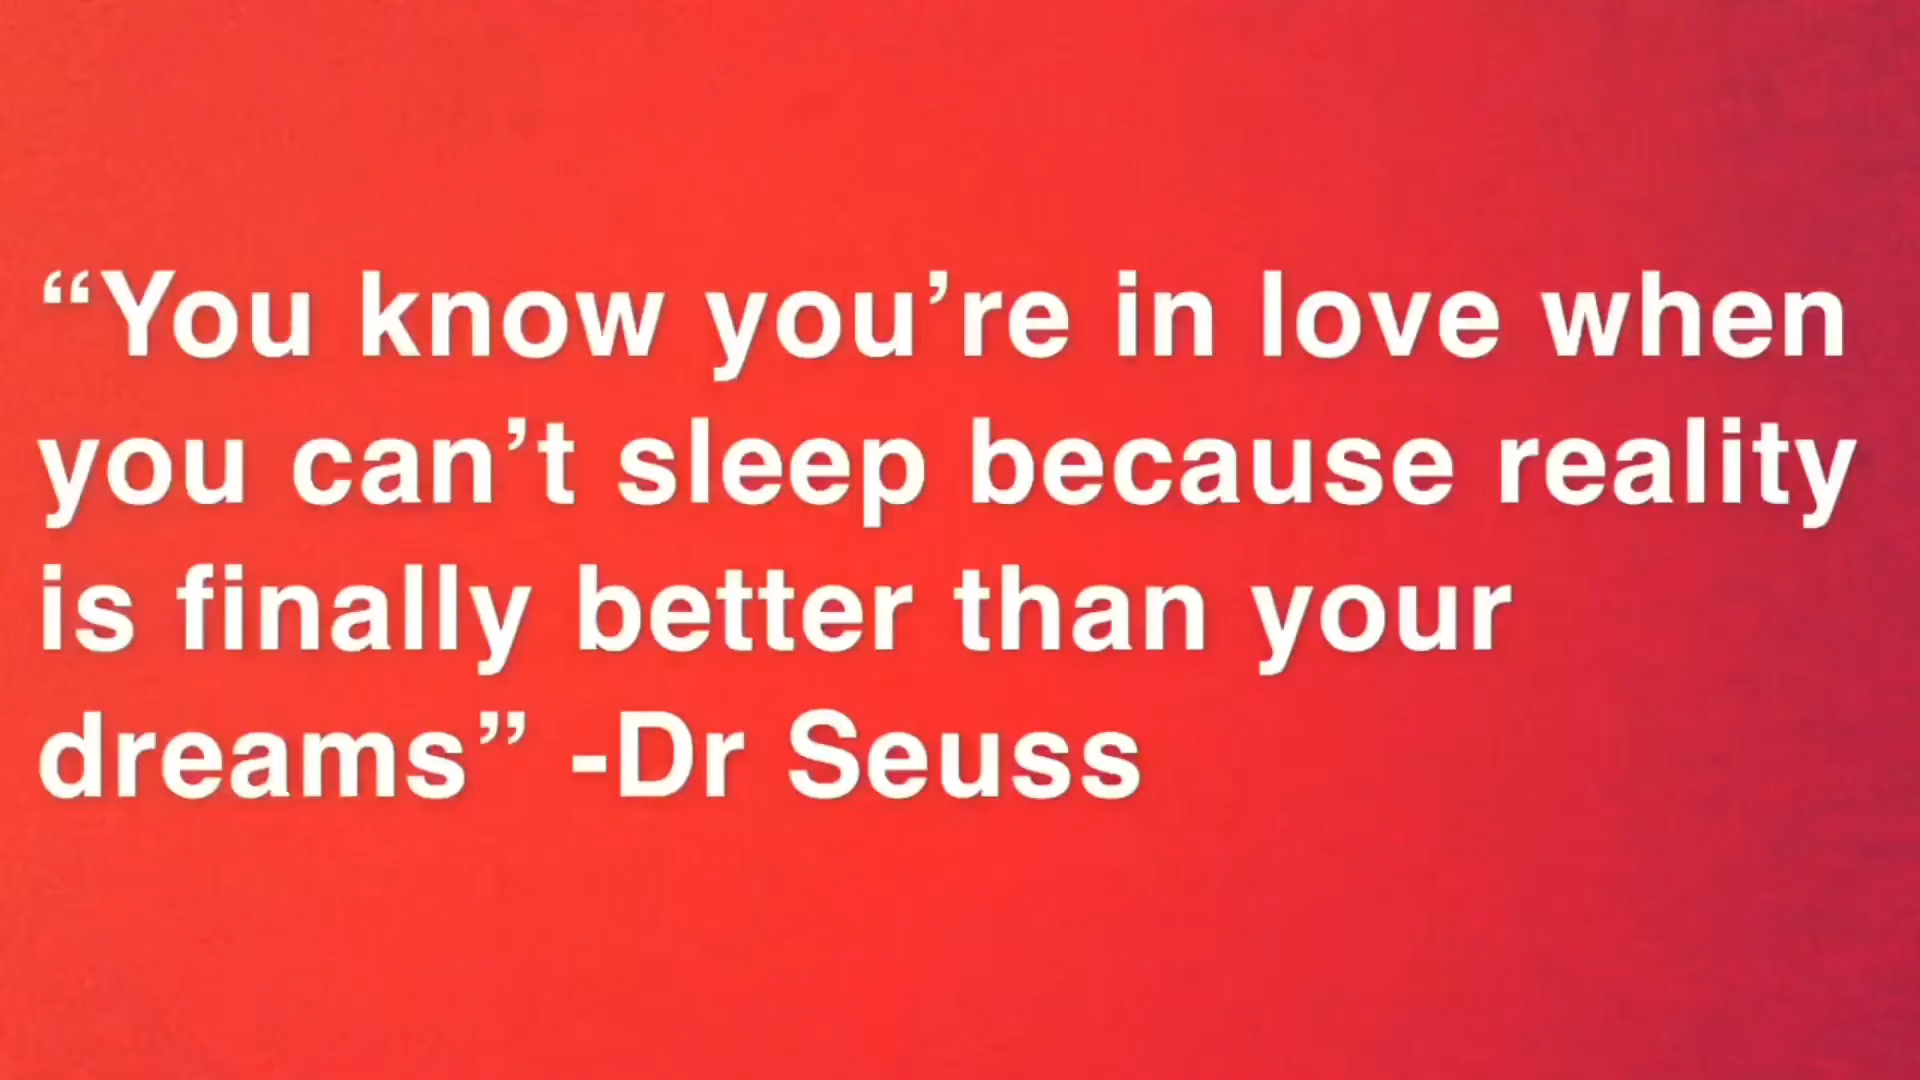 “You know you’re in love when
you can’t sleep because reality
is finally better than your
dreams” -Dr Seuss